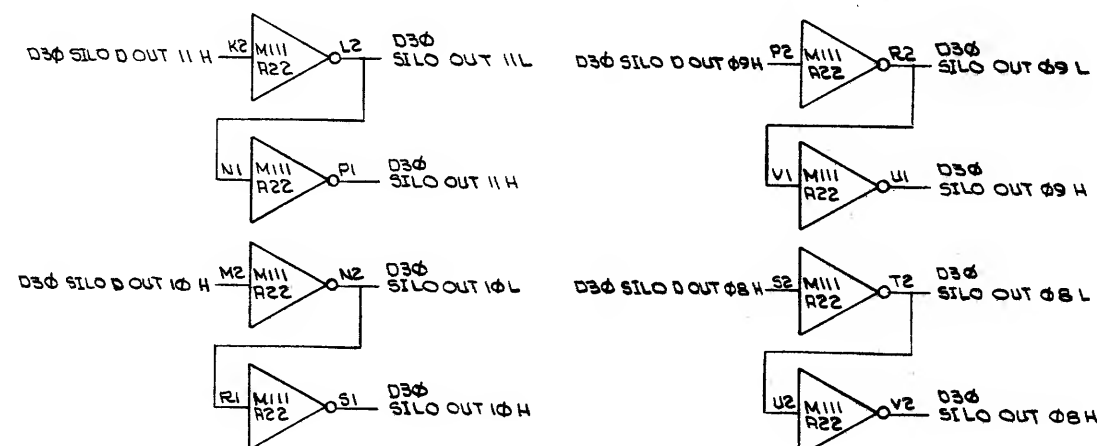 D3Ø SILO D OUT 11 H K2 M111 A22 L2 D3Ø
SILO OUT 11 L
N1 M111 A22 P1 D3Ø
SILO OUT 11 H
D3Ø SILO D OUT 1Ø H M2 M111 A22 N2 D3Ø
SILO OUT 1Ø L
R1 M111 A22 S1 D3Ø
SILO OUT 1Ø H
D3Ø SILO D OUT Ø9 H P2 M111 A22 R2 D3Ø
SILO OUT Ø9 L
V1 M111 A22 U1 D3Ø
SILO OUT Ø9 H
D3Ø SILO D OUT Ø8 H S2 M111 A22 T2 D3Ø
SILO OUT Ø8 L
U2 M111 A22 V2 D3Ø
SILO OUT Ø8 H